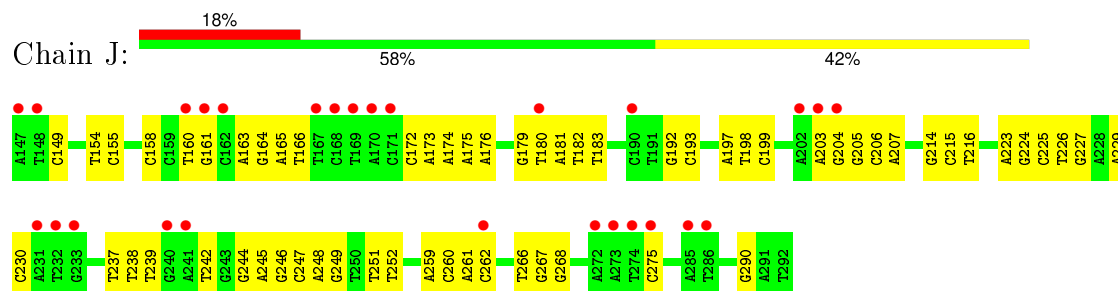 18%
Chain J:
58% 42%
A147 T148 C149 T154 C155 C158 C159 T160 G161 C162 A163 G164 A165 T166 T167 C168 T169 A170 C171 C172 A173 A174 A175 A176 G179 T180 A181 T182 T183 C190 T191 G192 C193 A197 T198 C199 A202 A203 G204 G205 C206 A207 G214 C215 T216 A223 G224 C225 T226 G227 A228 A229
C230 A231 T232 G233 T237 T238 T239 G240 A241 T242 G243 G244 A245 G246 C247 A248 G249 T250 T251 T252 A259 C260 A261 C262 T266 G267 G268 A272 A273 T274 C275 A285 T286 G290 A291 T292